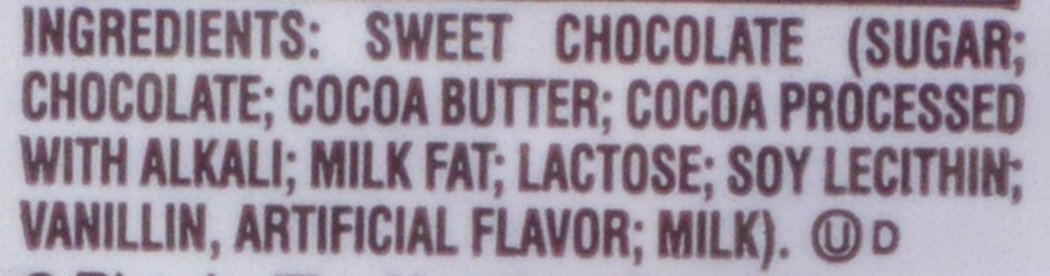 INGREDIENTS: SWEET CHOCOLATE (SUGAR;
CHOCOLATE; COCOA BUTTER; COCOA PROCESSED
WITH ALKALI; MILK FAT; LACTOSE; SOY LECITHIN;
VANILLIN, ARTIFICIAL FLAVOR; MILK). Ⓤ D